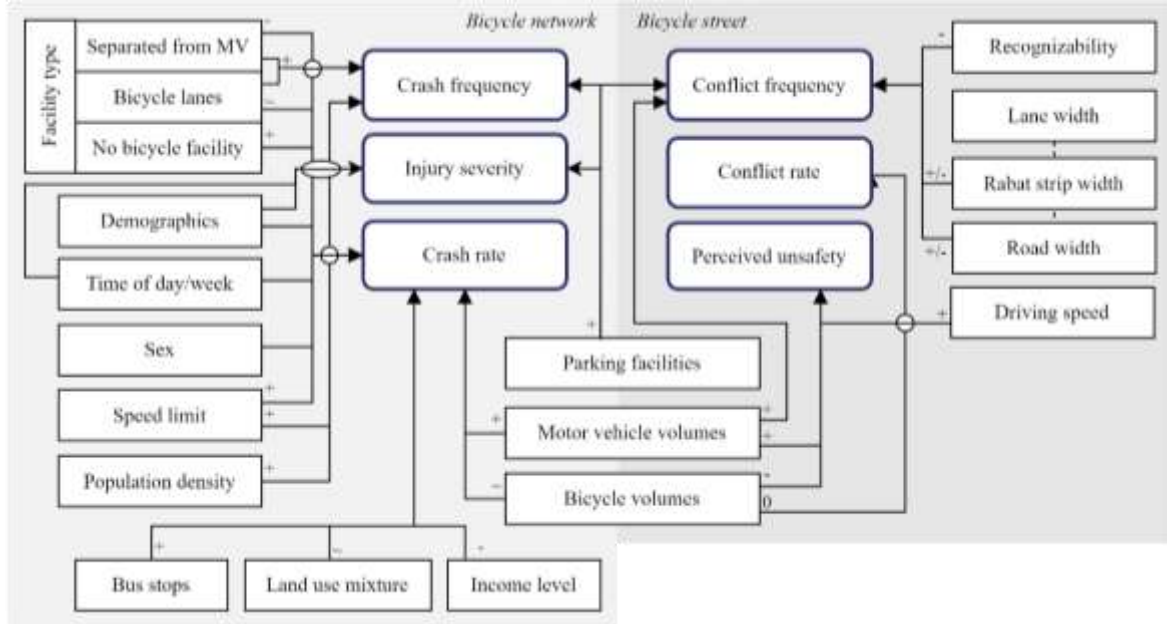 Bicycle network
Bicycle street
Facility type
Separated from MV
Bicycle lanes
No bicycle facility
Demographics
Time of day/week
Sex
Speed limit
Population density
Bus stops
Land use mixture
Income level
Crash frequency
Injury severity
Crash rate
Conflict frequency
Conflict rate
Perceived unsafety
Parking facilities
Motor vehicle volumes
Bicycle volumes
Recognizability
Lane width
Rabat strip width
Road width
Driving speed
-
+
~
+
+
+
+
+
~
-
+
+
~
+
+
-
0
-
+/-
+/-
+